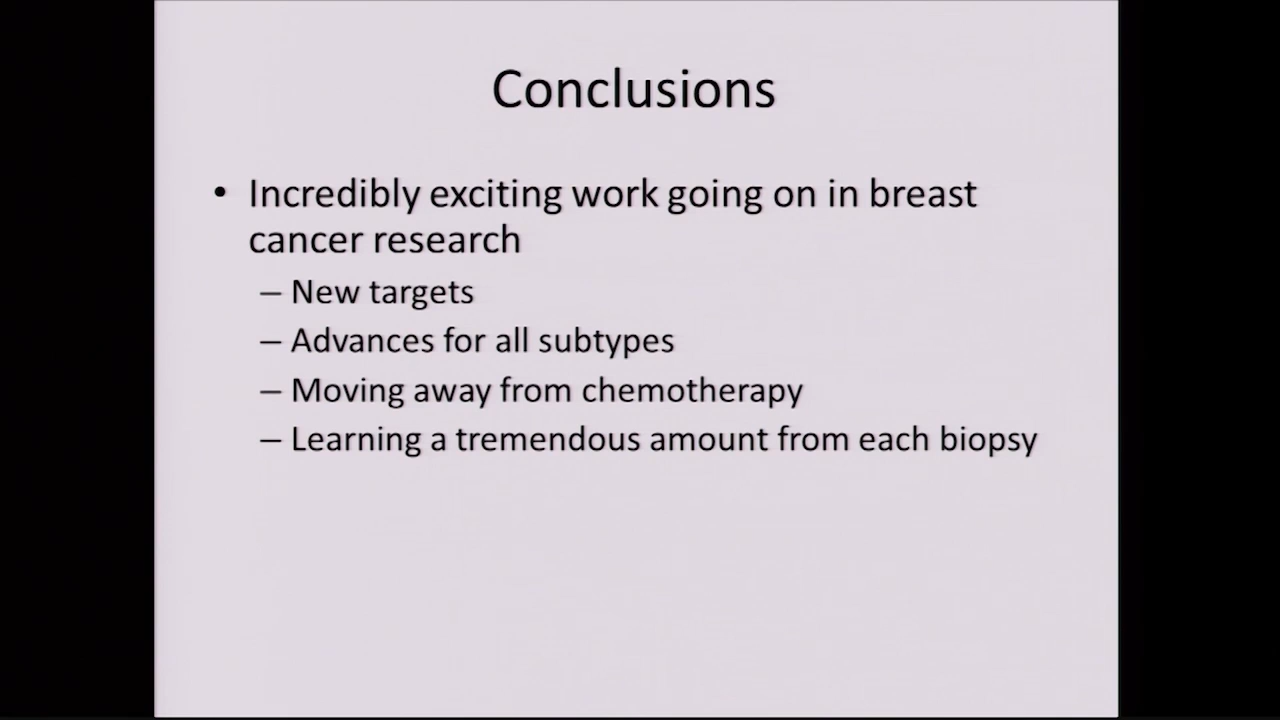 Conclusions
• Incredibly exciting work going on in breast
cancer research
– New targets
– Advances for all subtypes
– Moving away from chemotherapy
– Learning a tremendous amount from each biopsy